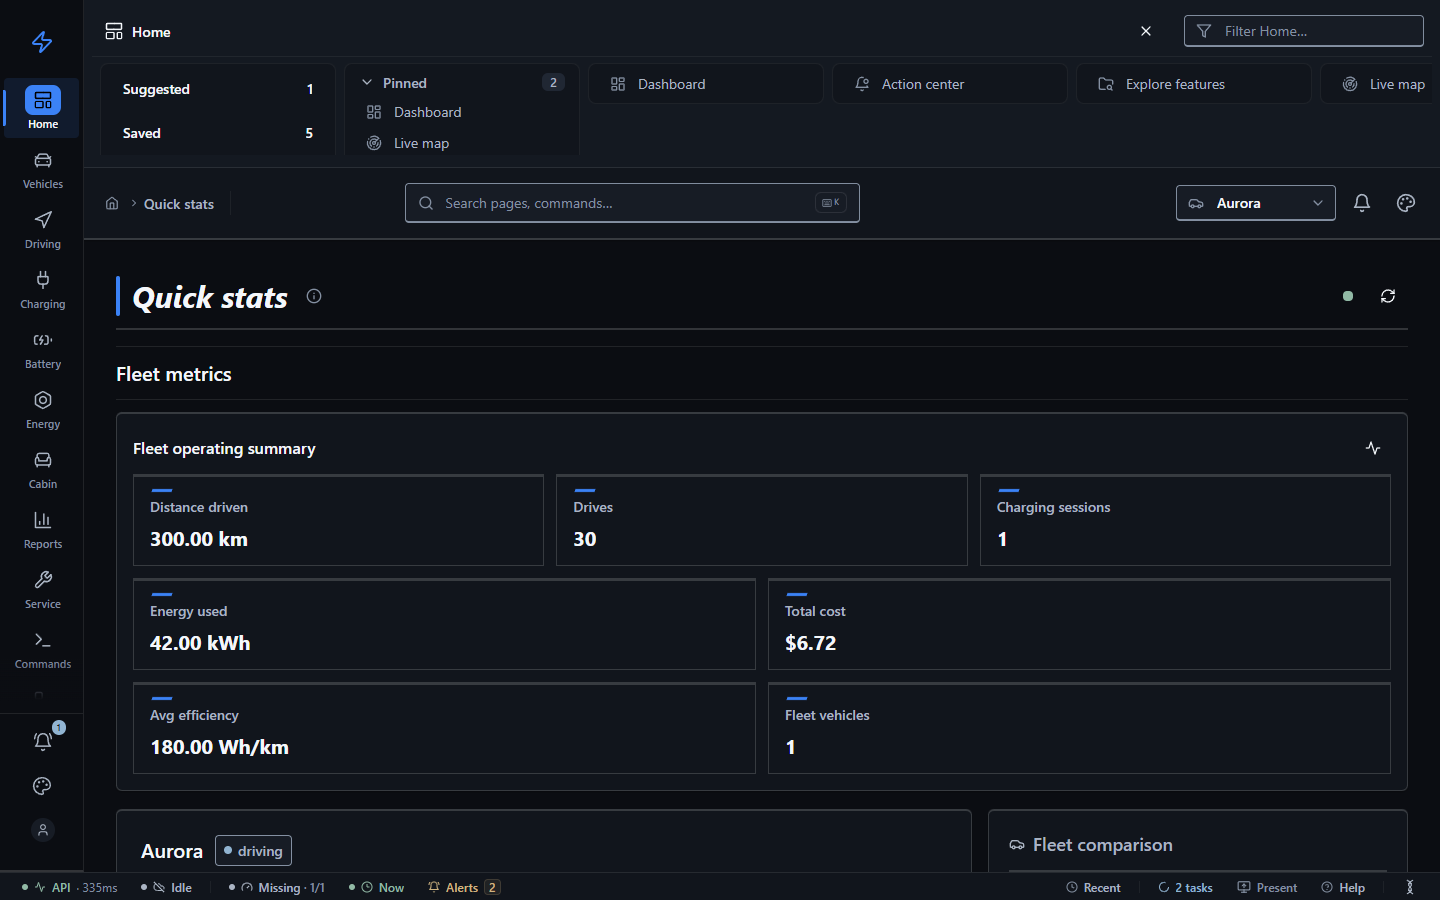 Home
Filter Home...
Suggested 1
Saved 5
Pinned 2
Dashboard
Live map
Dashboard
Action center
Explore features
Live map
Home
Vehicles
Driving
Charging
Battery
Energy
Cabin
Reports
Service
Commands
1
Quick stats
Search pages, commands...
K
Aurora
Quick stats
Fleet metrics
Fleet operating summary
Distance driven
300.00 km
Drives
30
Charging sessions
1
Energy used
42.00 kWh
Total cost
$6.72
Avg efficiency
180.00 Wh/km
Fleet vehicles
1
Aurora
driving
Fleet comparison
API · 335ms
Idle
Missing · 1/1
Now
Alerts 2
Recent
2 tasks
Present
Help